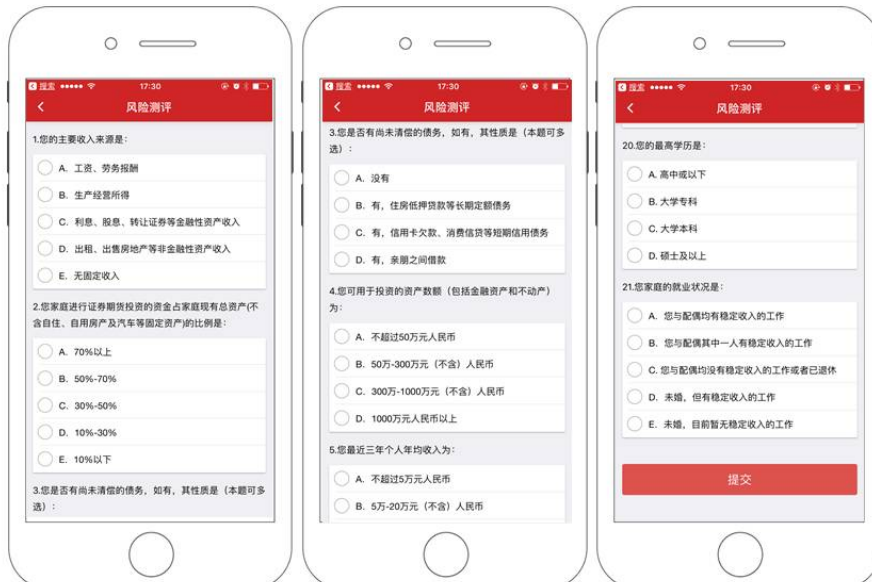 搜索
17:30
风险测评
1.您的主要收入来源是：
A. 工资、劳务报酬
B. 生产经营所得
C. 利息、股息、转让证券等金融性资产收入
D. 出租、出售房地产等非金融性资产收入
E. 无固定收入
2.您家庭进行证券期货投资的资金占家庭现有总资产(不
含自住、自用房产及汽车等固定资产)的比例是：
A. 70%以上
B. 50%-70%
C. 30%-50%
D. 10%-30%
E. 10%以下
3.您是否有尚未清偿的债务，如有，其性质是（本题可多
选）：
搜索
17:30
风险测评
3.您是否有尚未清偿的债务，如有，其性质是（本题可多
选）：
A. 没有
B. 有，住房抵押贷款等长期定额债务
C. 有，信用卡欠款、消费信贷等短期信用债务
D. 有，亲朋之间借款
4.您可用于投资的资产数额（包括金融资产和不动产）
为：
A. 不超过50万元人民币
B. 50万-300万元（不含）人民币
C. 300万-1000万元（不含）人民币
D. 1000万元人民币以上
5.您最近三年个人年均收入为：
A. 不超过5万元人民币
B. 5万-20万元（不含）人民币
搜索
17:30
风险测评
20.您的最高学历是：
A. 高中或以下
B. 大学专科
C. 大学本科
D. 硕士及以上
21.您家庭的就业状况是：
A. 您与配偶均有稳定收入的工作
B. 您与配偶其中一人有稳定收入的工作
C. 您与配偶均没有稳定收入的工作或者已退休
D. 未婚，但有稳定收入的工作
E. 未婚，目前暂无稳定收入的工作
提交